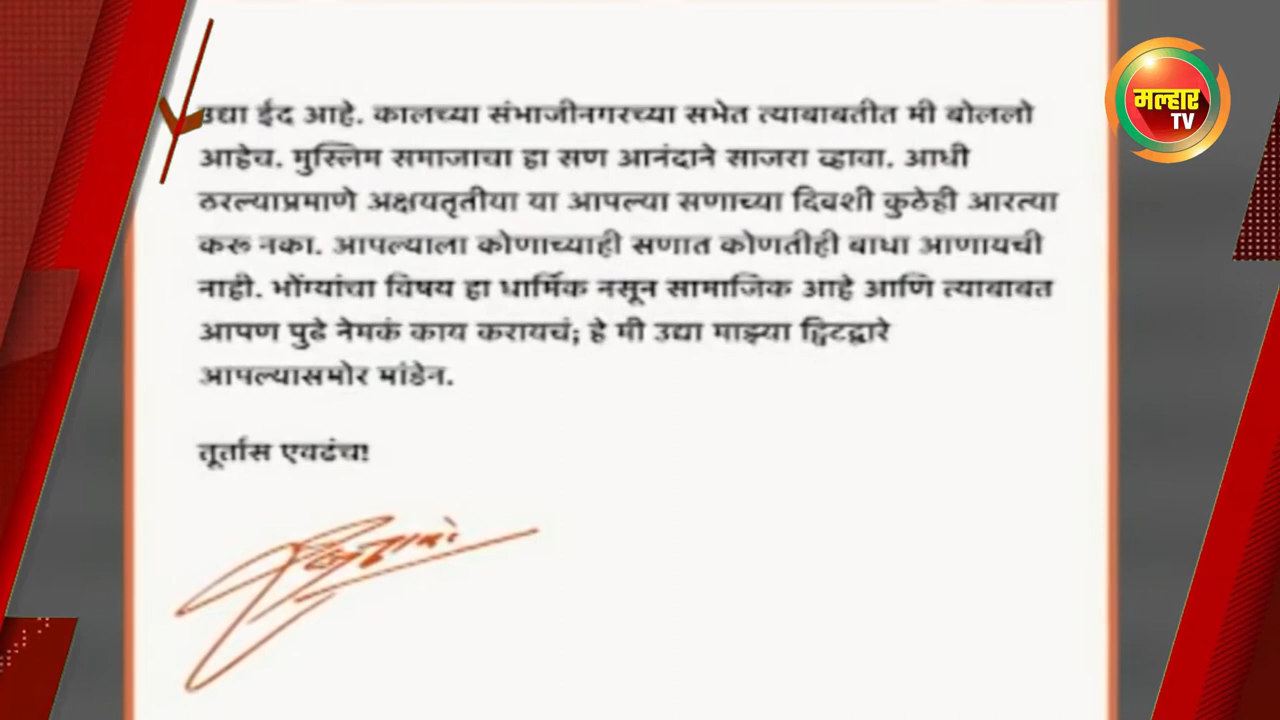 उद्या ईद आहे. कालच्या संभाजीनगरच्या सभेत त्याबाबतीत मी बोललो
आहेच. मुस्लिम समाजाचा हा सण आनंदाने साजरा व्हावा. आधी
ठरल्याप्रमाणे अक्षयतृतीया या आपल्या सणाच्या दिवशी कुठेही आरत्या
करू नका. आपल्याला कोणाच्याही सणात कोणतीही बाधा आणायची
नाही. भोंग्यांचा विषय हा धार्मिक नसून सामाजिक आहे आणि त्याबाबत
आपण पुढे नेमकं काय करायचं; हे मी उद्या माझ्या ट्विटद्वारे
आपल्यासमोर मांडेन.
तूर्तास एवढंच!
मल्हार
TV